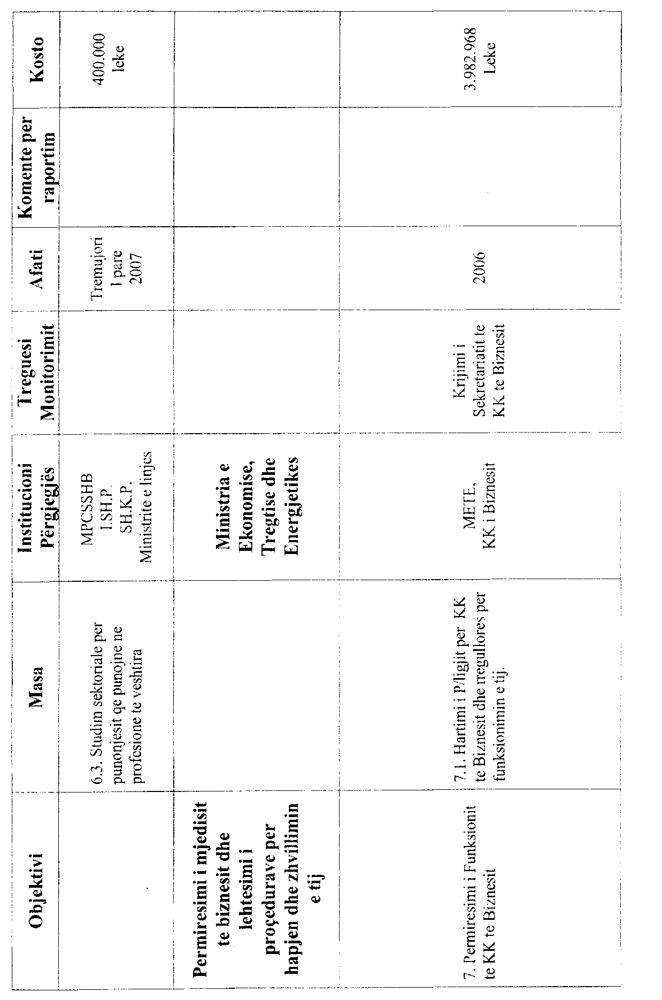 Objektivi
Masa
Institucioni
Përgjegjës
Treguesi
Monitorimit
Afati
Komente per
raportim
Kosto
6.3. Studim sektoriale per
punonjesit qe punojne ne
profesione te veshtira
MPCSSHB
I.SH.P.
SH.K.P.
Ministrite e linjes
Tremujori
I pare
2007
400.000
leke
Permiresimi i mjedisit
te biznesit dhe
lehtesimi i
proçedurave per
hapjen dhe zhvillimin
e tij
Ministria e
Ekonomise,
Tregtise dhe
Energjetikes
7. Permiresimi i Funksionit
te KK te Biznesit
7.1. Hartimi i P/ligjit per KK
te Biznesit dhe rregullores per
funksionimin e tij.
METE,
KK i Biznesit
Krijimi i
Sekretariatit te
KK te Biznesit
2006
3.982.968
Leke